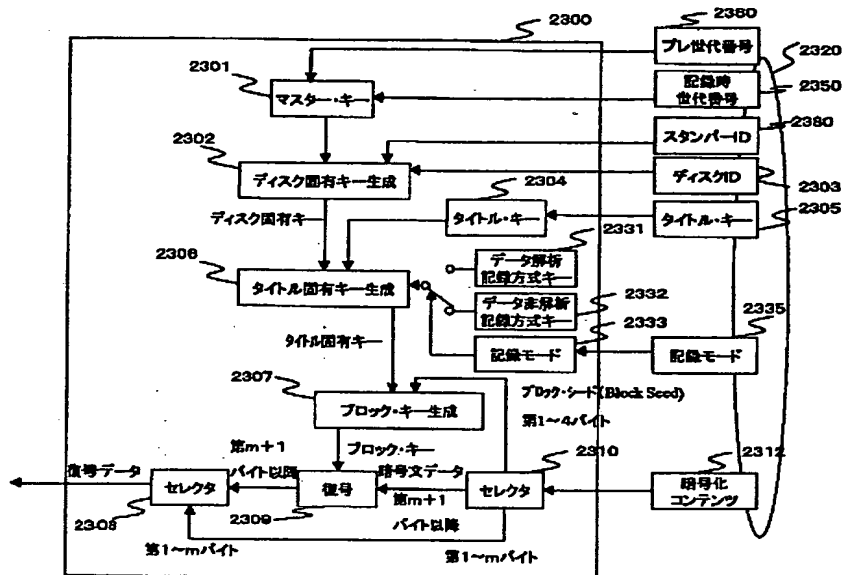 2300
2380
プレ世代番号
2320
2301
マスター・キー
記録時
世代番号
2350
2302
スタンパーID
2380
ディスク固有キー生成
2304
ディスクID
2303
ディスク固有キー
タイトル・キー
タイトル・キー
2305
2331
2306
データ解析
記録方式キー
タイトル固有キー生成
データ非解析
記録方式キー
2332
2333
2335
タイトル固有キー
記録モード
記録モード
2307
ブロック・シード(Block Seed)
ブロック・キー生成
第1~4バイト
第m+1
ブロック・キー
2310
2312
復号データ
バイト以降
暗号文データ
セレクタ
復号
第m+1
セレクタ
暗号化
コンテンツ
2308
2309
バイト以降
第1~mバイト
第1~mバイト